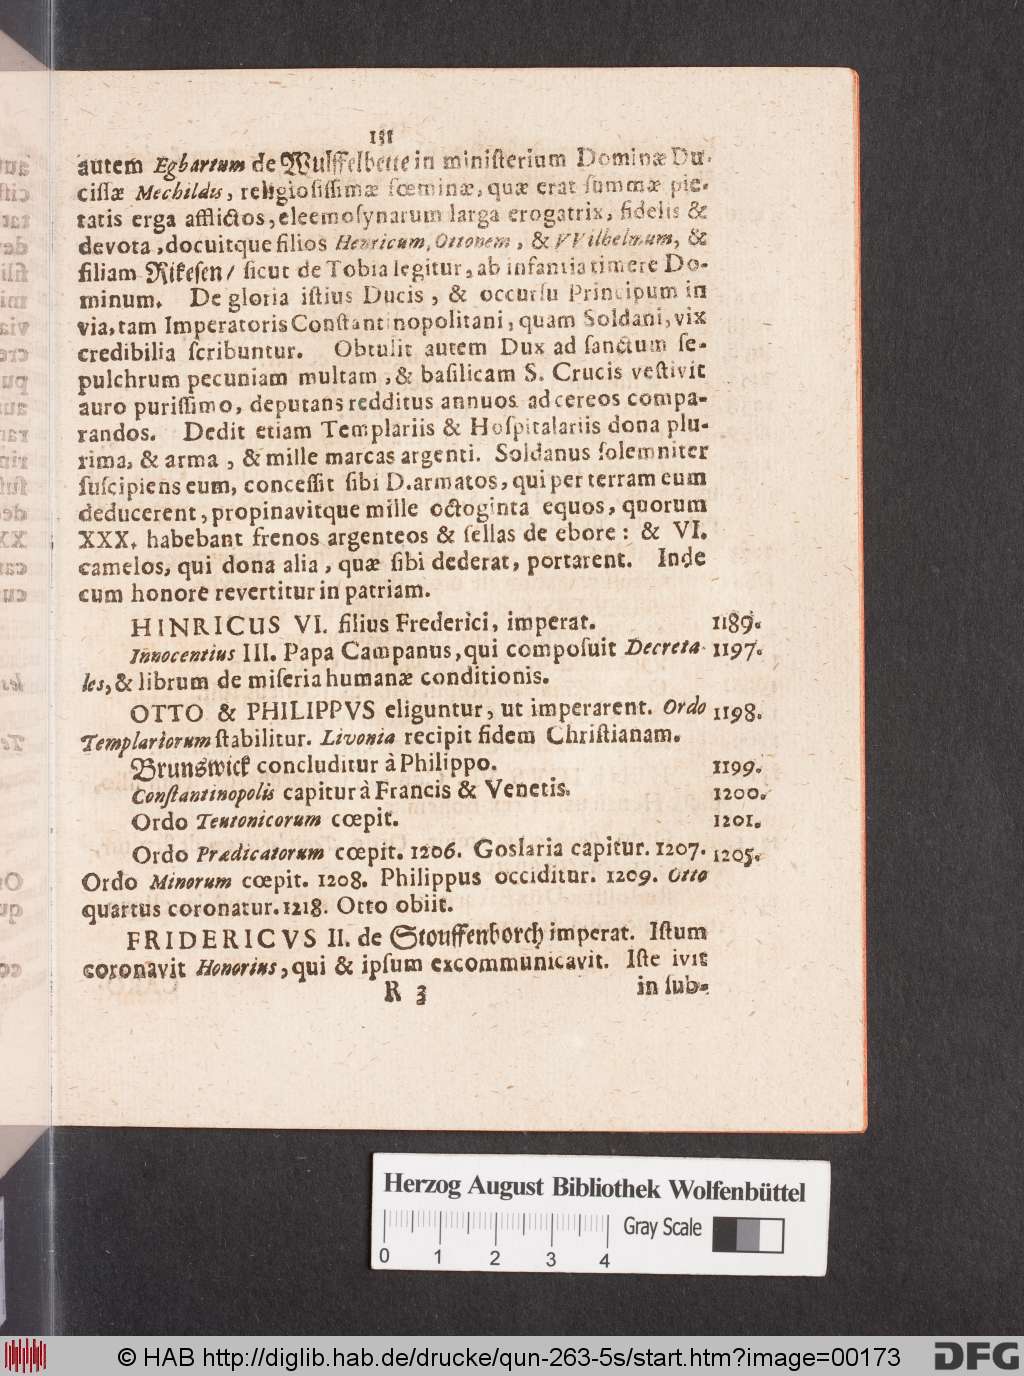 131
autem Egbartum de Wulffelbette in ministerium Dominæ Du-
cissæ Mechildis, religiosissimæ fœminæ, quæ erat summæ pie-
tatis erga afflictos, eleemosynarum larga erogatrix, fidelis &
devota, docuitque filios Henricum, Ottonem, & VVilhelmum, &
filiam Rikesen/ sicut de Tobia legitur, ab infantia timere Do-
minum. De gloria istius Ducis, & occursu Principum in
via, tam Imperatoris Constantinopolitani, quam Soldani, vix
credibilia scribuntur. Obtulit autem Dux ad sanctum se-
pulchrum pecuniam multam, & basilicam S. Crucis vestivit
auro purissimo, deputans redditus annuos ad cereos compa-
randos. Dedit etiam Templariis & Hospitalariis dona plu-
rima, & arma, & mille marcas argenti. Soldanus solemniter
suscipiens eum, concessit sibi D. armatos, qui per terram eum
deducerent, propinavitque mille octoginta equos, quorum
XXX. habebant frenos argenteos & sellas de ebore: & VI.
camelos, qui dona alia, quæ sibi dederat, portarent. Inde
cum honore revertitur in patriam.
HINRICUS VI. filius Frederici, imperat. 1189.
Innocentius III. Papa Campanus, qui composuit Decreta- 1197.
les, & librum de miseria humanæ conditionis.
OTTO & PHILIPPVS eliguntur, ut imperarent. Ordo 1198.
Templariorum stabilitur. Livonia recipit fidem Christianam.
Brunswick concluditur à Philippo. 1199.
Constantinopolis capitur à Francis & Venetis. 1200.
Ordo Teutonicorum cœpit. 1201.
Ordo Prædicatorum cœpit. 1206. Goslaria capitur. 1207. 1205.
Ordo Minorum cœpit. 1208. Philippus occiditur. 1209. Otto
quartus coronatur. 1218. Otto obiit.
FRIDERICVS II. de Stouffenborch imperat. Istum
coronavit Honorius, qui & ipsum excommunicavit. Iste ivit
R 3 in sub-
Herzog August Bibliothek Wolfenbüttel
Gray Scale
0 1 2 3 4
© HAB http://diglib.hab.de/drucke/qun-263-5s/start.htm?image=00173
DFG